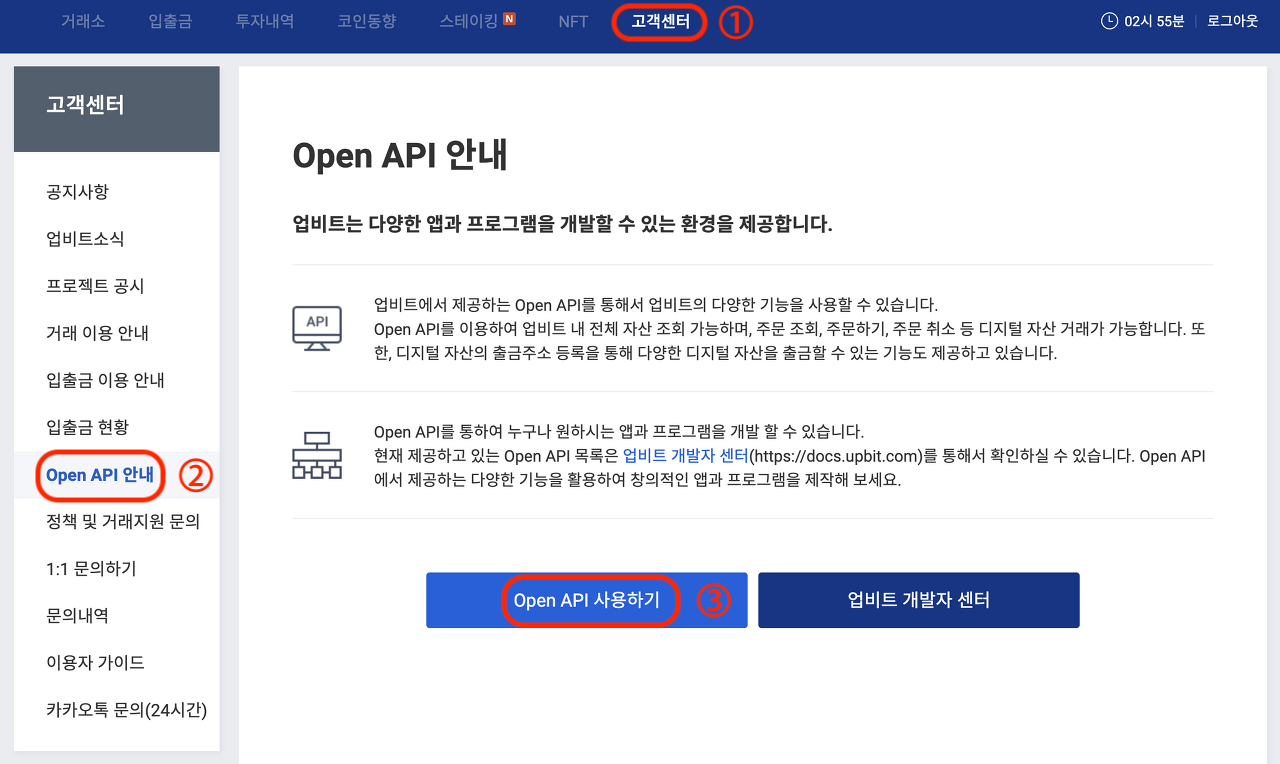 거래소 입출금 투자내역 코인동향 스테이킹 N NFT 고객센터 ① 02시 55분 로그아웃
고객센터
공지사항
업비트소식
프로젝트 공시
거래 이용 안내
입출금 이용 안내
입출금 현황
Open API 안내 ②
정책 및 거래지원 문의
1:1 문의하기
문의내역
이용자 가이드
카카오톡 문의(24시간)
Open API 안내
업비트는 다양한 앱과 프로그램을 개발할 수 있는 환경을 제공합니다.
API
업비트에서 제공하는 Open API를 통해서 업비트의 다양한 기능을 사용할 수 있습니다.
Open API를 이용하여 업비트 내 전체 자산 조회 가능하며, 주문 조회, 주문하기, 주문 취소 등 디지털 자산 거래가 가능합니다. 또
한, 디지털 자산의 출금주소 등록을 통해 다양한 디지털 자산을 출금할 수 있는 기능도 제공하고 있습니다.
Open API를 통하여 누구나 원하시는 앱과 프로그램을 개발 할 수 있습니다.
현재 제공하고 있는 Open API 목록은 업비트 개발자 센터(https://docs.upbit.com)를 통해서 확인하실 수 있습니다. Open API
에서 제공하는 다양한 기능을 활용하여 창의적인 앱과 프로그램을 제작해 보세요.
Open API 사용하기 ③ 업비트 개발자 센터